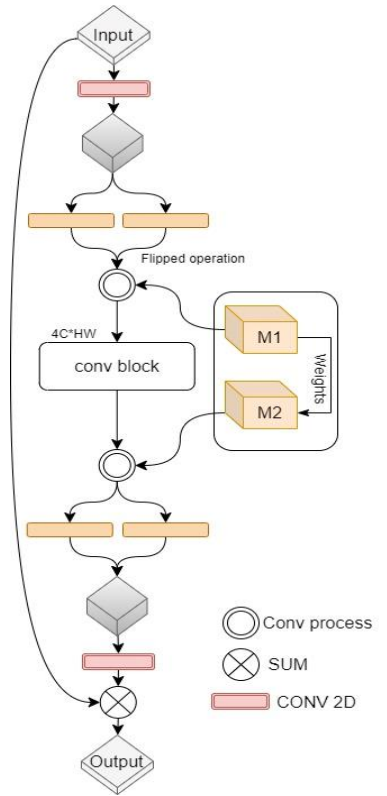 Input
Flipped operation
4C*HW
conv block
M1
Weights
M2
Conv process
SUM
CONV 2D
Output